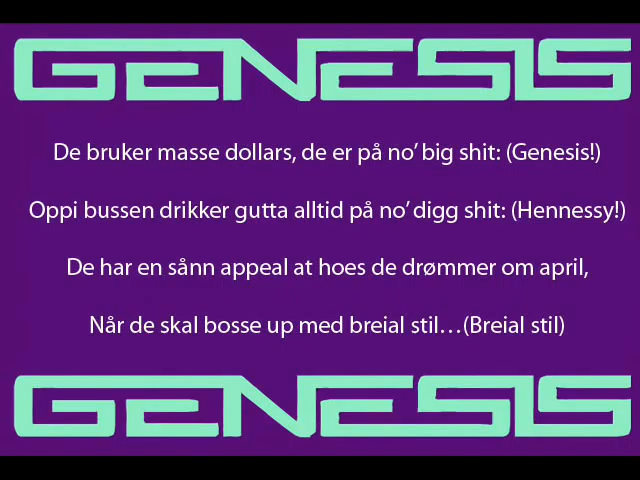 GENESIS
De bruker masse dollars, de er på no’ big shit: (Genesis!)
Oppi bussen drikker gutta alltid på no’ digg shit: (Hennessy!)
De har en sånn appeal at hoes de drømmer om april,
Når de skal bosse up med breial stil…(Breial stil)
GENESIS